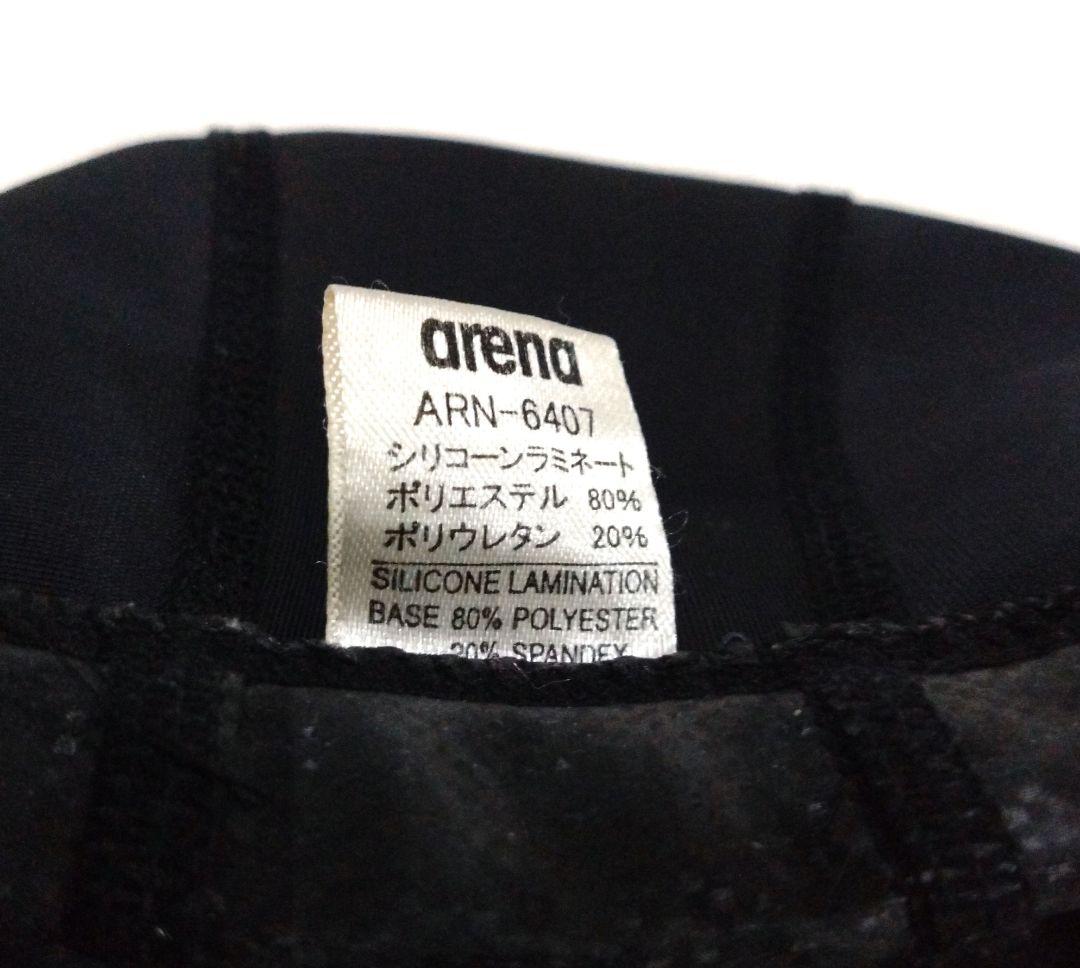 arena
ARN-6407
シリコーンラミネート
ポリエステル 80%
ポリウレタン 20%
SILICONE LAMINATION
BASE 80% POLYESTER
20% SPANDEX